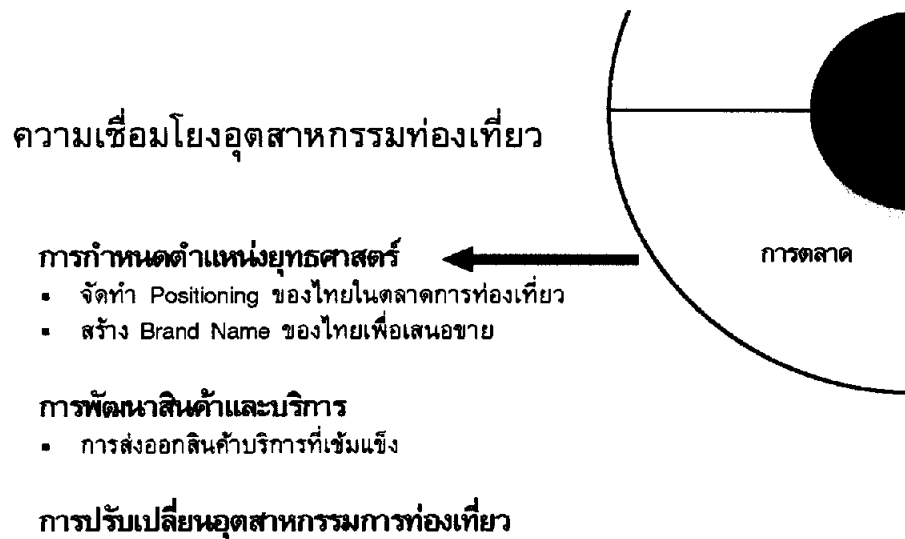 ความเชื่อมโยงอุตสาหกรรมท่องเที่ยว
การกำหนดตำแหน่งยุทธศาสตร์
▪ จัดทำ Positioning ของไทยในตลาดการท่องเที่ยว
▪ สร้าง Brand Name ของไทยเพื่อเสนอขาย
การพัฒนาสินค้าและบริการ
▪ การส่งออกสินค้าบริการที่เข้มแข็ง
การปรับเปลี่ยนอุตสาหกรรมการท่องเที่ยว
การตลาด